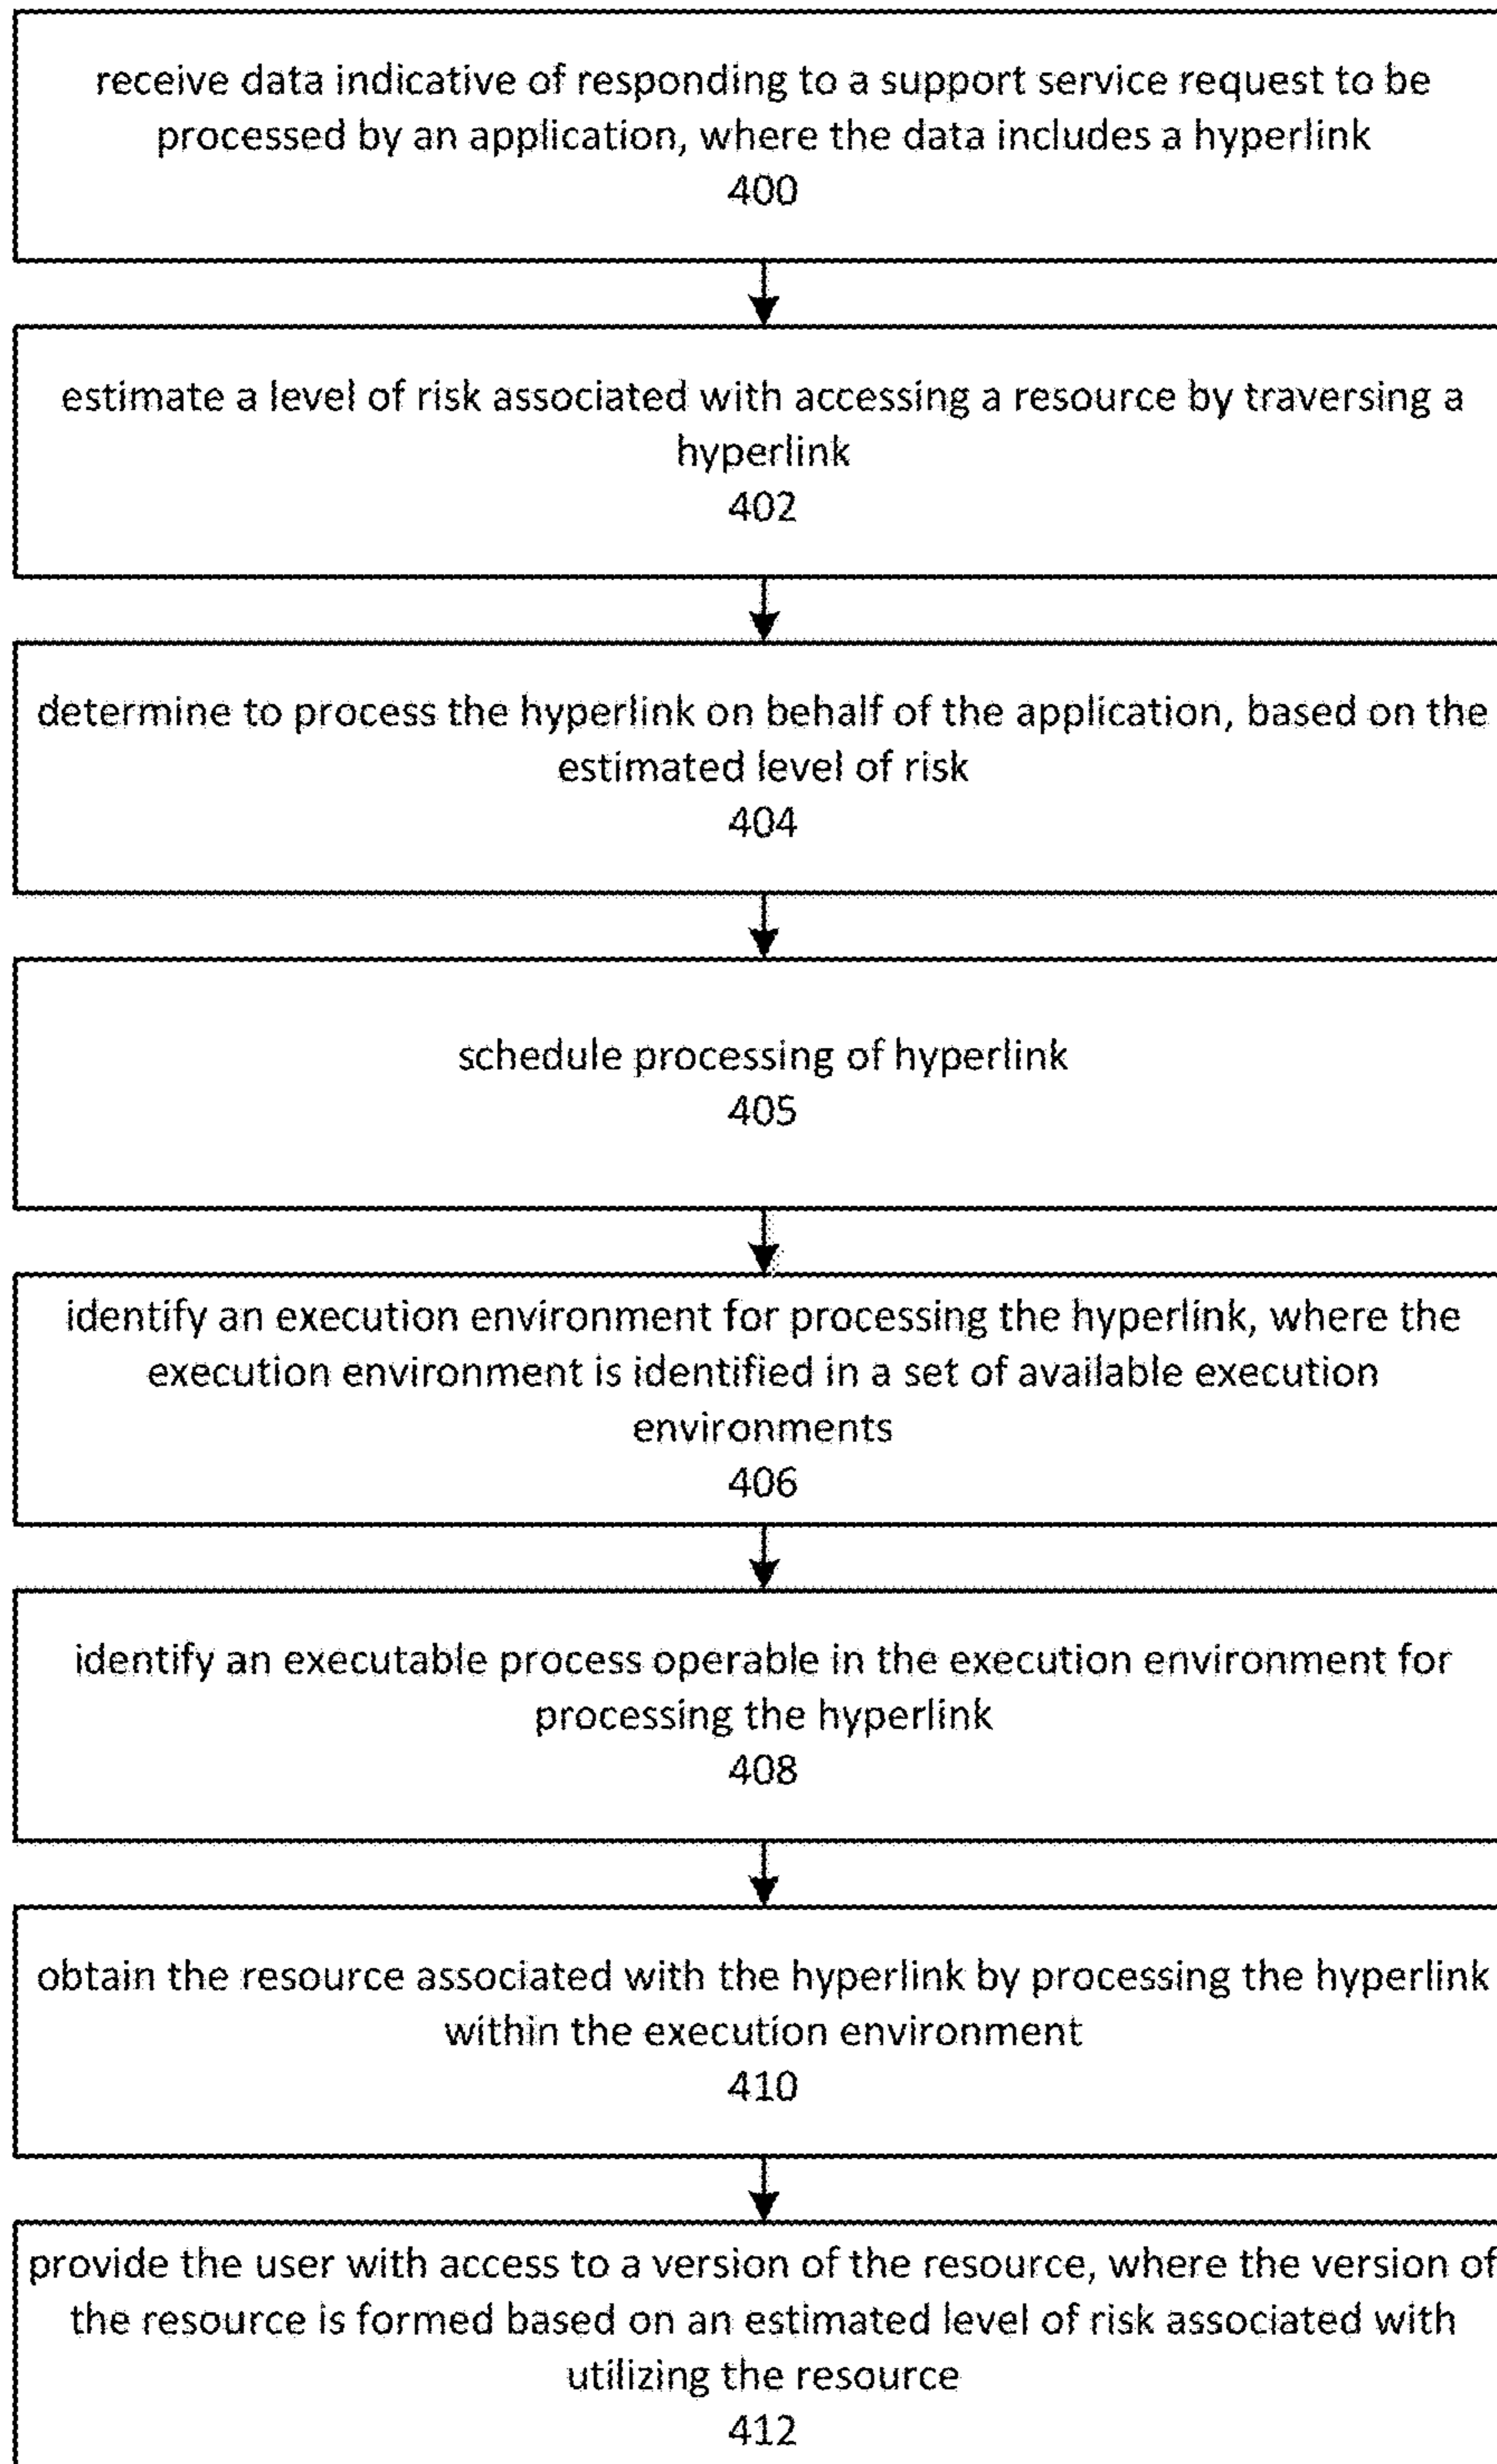 receive data indicative of responding to a support service request to be
processed by an application, where the data includes a hyperlink
400
estimate a level of risk associated with accessing a resource by traversing a
hyperlink
402
determine to process the hyperlink on behalf of the application, based on the
estimated level of risk
404
schedule processing of hyperlink
405
identify an execution environment for processing the hyperlink, where the
execution environment is identified in a set of available execution
environments
406
identify an executable process operable in the execution environment for
processing the hyperlink
408
obtain the resource associated with the hyperlink by processing the hyperlink
within the execution environment
410
provide the user with access to a version of the resource, where the version of
the resource is formed based on an estimated level of risk associated with
utilizing the resource
412